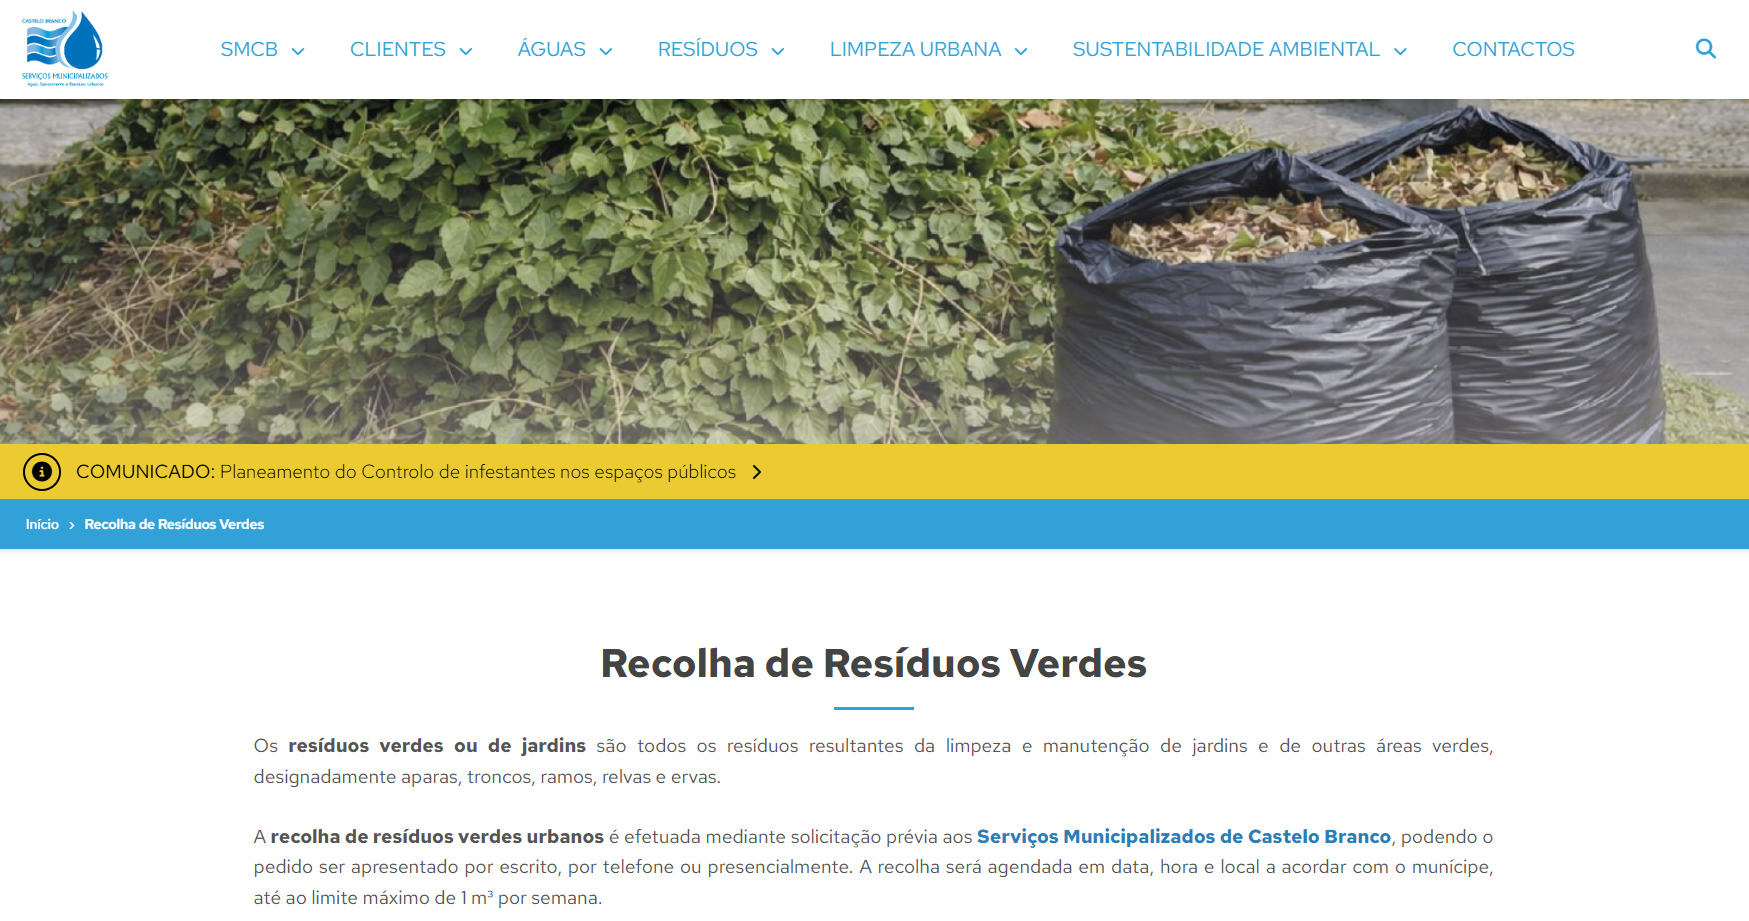 CASTELO BRANCO
SERVIÇOS MUNICIPALIZADOS
Água, Saneamento e Resíduos Urbanos
SMCB
CLIENTES
ÁGUAS
RESÍDUOS
LIMPEZA URBANA
SUSTENTABILIDADE AMBIENTAL
CONTACTOS
COMUNICADO: Planeamento do Controlo de infestantes nos espaços públicos
Início › Recolha de Resíduos Verdes
Recolha de Resíduos Verdes
Os resíduos verdes ou de jardins são todos os resíduos resultantes da limpeza e manutenção de jardins e de outras áreas verdes,
designadamente aparas, troncos, ramos, relvas e ervas.
A recolha de resíduos verdes urbanos é efetuada mediante solicitação prévia aos Serviços Municipalizados de Castelo Branco, podendo o
pedido ser apresentado por escrito, por telefone ou presencialmente. A recolha será agendada em data, hora e local a acordar com o munícipe,
até ao limite máximo de 1 m³ por semana.